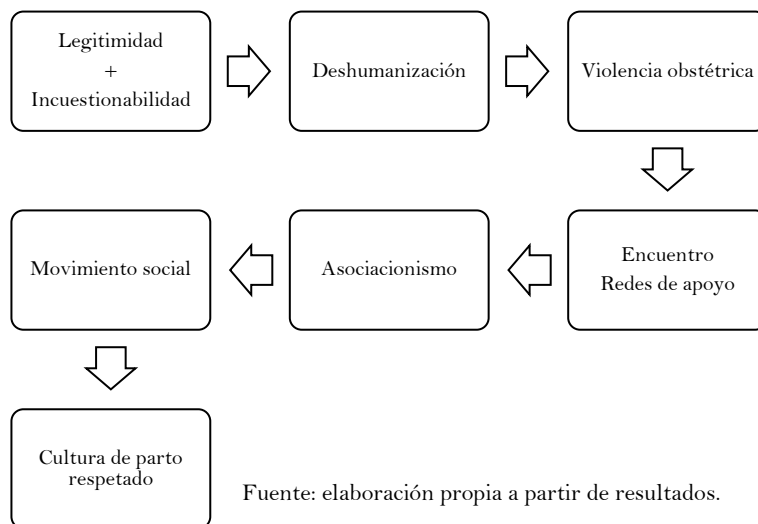 Legitimidad
+
Incuestionabilidad
Deshumanización
Violencia obstétrica
Encuentro
Redes de apoyo
Asociacionismo
Movimiento social
Cultura de parto
respetado
Fuente: elaboración propia a partir de resultados.